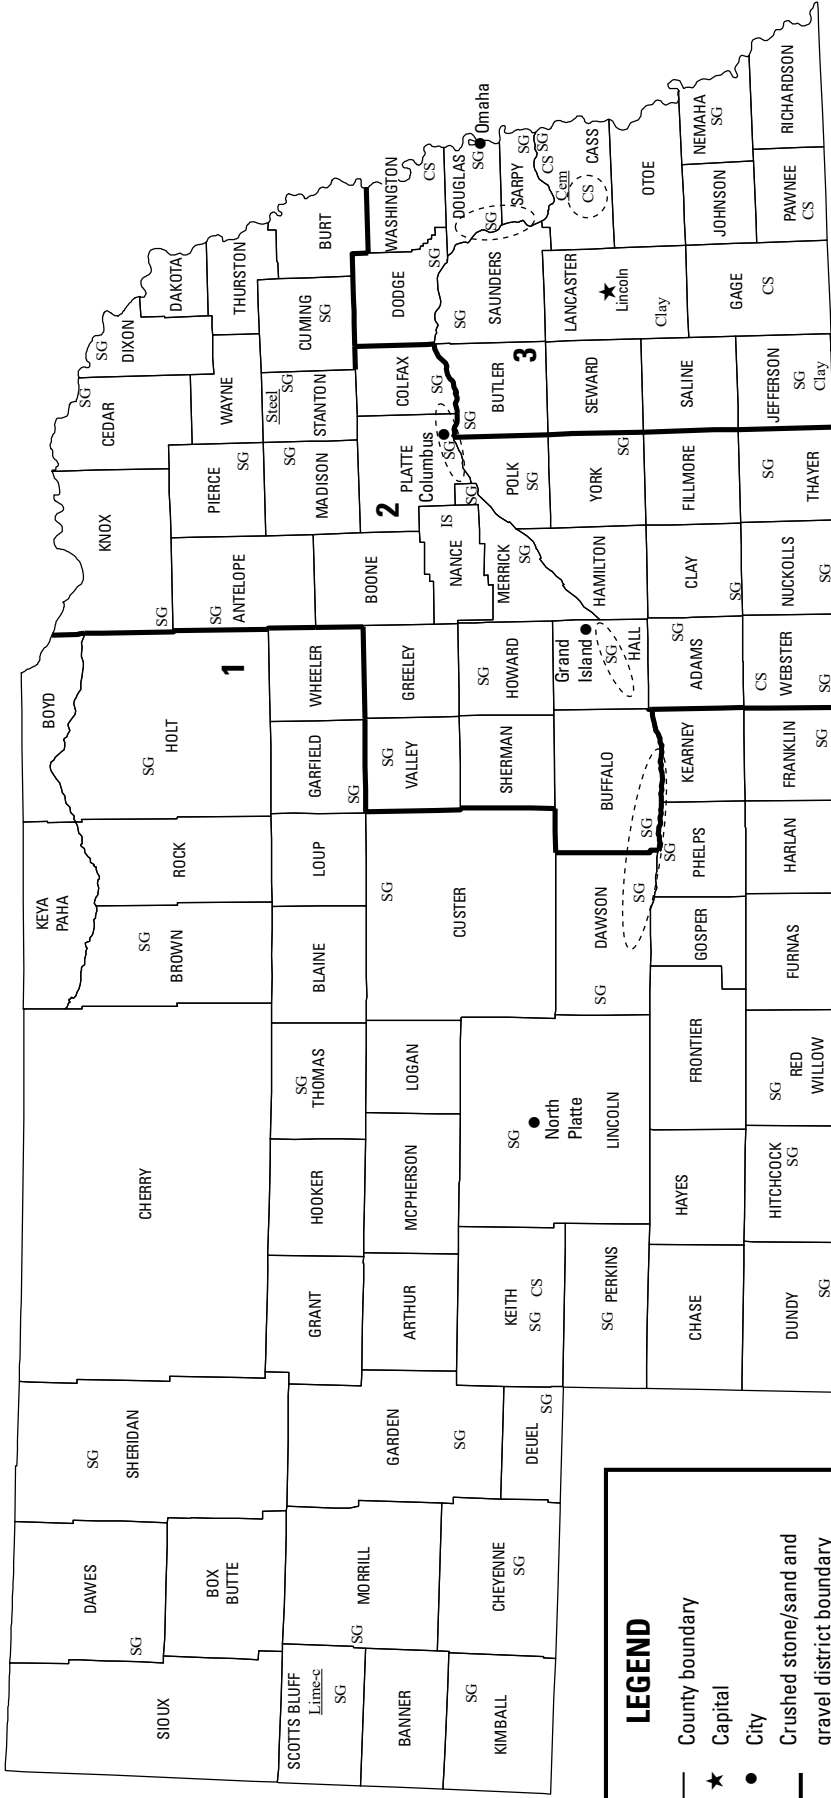 SIOUX
DAWES
SG
BOX
BUTTE
SHERIDAN
SG
CHERRY
KEYA
PAHA
BROWN
SG
ROCK
BOYD
HOLT
SG
1
SCOTTS BLUFF
Lime-c
SG
BANNER
KIMBALL
SG
MORRILL
SG
CHEYENNE
SG
GARDEN
SG
DEUEL
SG
GRANT
HOOKER
THOMAS
SG
BLAINE
LOUP
GARFIELD
SG
WHEELER
ARTHUR
MCPHERSON
LOGAN
CUSTER
SG
VALLEY
SG
GREELEY
KEITH
SG CS
LINCOLN
SG
North
Platte
SHERMAN
HOWARD
SG
PERKINS
SG
DAWSON
SG
SG
BUFFALO
SG
HALL
SG
Grand
Island
CHASE
HAYES
FRONTIER
GOSPER
PHELPS
SG
KEARNEY
ADAMS
SG
DUNDY
SG
HITCHCOCK
SG
RED
WILLOW
SG
FURNAS
HARLAN
FRANKLIN
SG
WEBSTER
CS
SG
KNOX
SG
CEDAR
SG
DIXON
SG
DAKOTA
ANTELOPE
SG
PIERCE
SG
WAYNE
THURSTON
BOONE
MADISON
SG
STANTON
Steel
SG
CUMING
SG
BURT
2
PLATTE
Columbus
SG
COLFAX
SG
DODGE
SG
WASHINGTON
CS
NANCE
IS
SG
MERRICK
SG
POLK
SG
BUTLER
SG
3
SAUNDERS
SG
SG
DOUGLAS
SG
Omaha
SARPY
SG
HAMILTON
YORK
SG
SEWARD
LANCASTER
Lincoln
Clay
CASS
CS SG
Cem
CS
CLAY
SG
FILLMORE
SALINE
OTOE
NUCKOLLS
SG
THAYER
SG
JEFFERSON
SG
Clay
GAGE
CS
JOHNSON
NEMAHA
SG
PAWNEE
CS
RICHARDSON
LEGEND
County boundary
Capital
City
Crushed stone/sand and
gravel district boundary